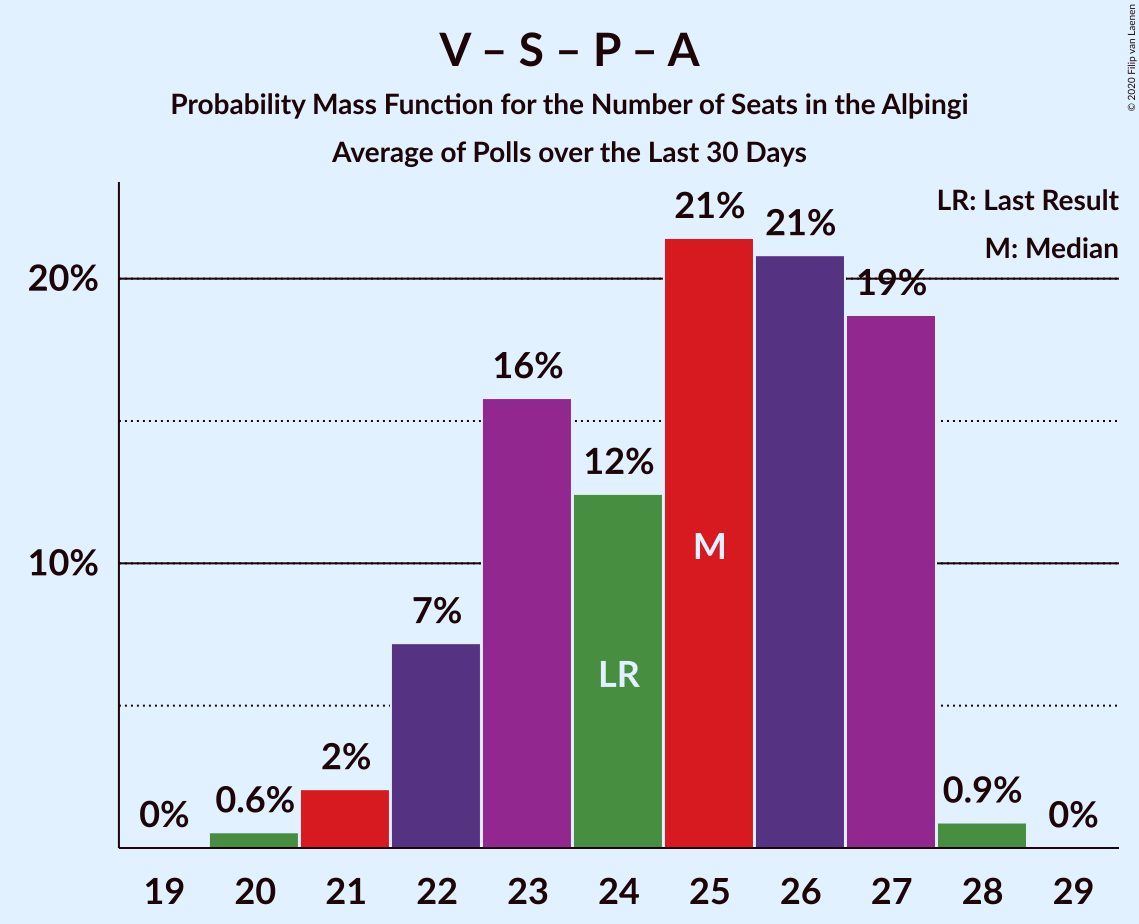 V – S – P – A
Probability Mass Function for the Number of Seats in the Alþingi
Average of Polls over the Last 30 Days
© 2020 Filip van Laenen
LR: Last Result
M: Median
20%
10%
0%
0.6%
2%
7%
16%
12%
21%
21%
19%
0.9%
0%
LR
M
19 20 21 22 23 24 25 26 27 28 29